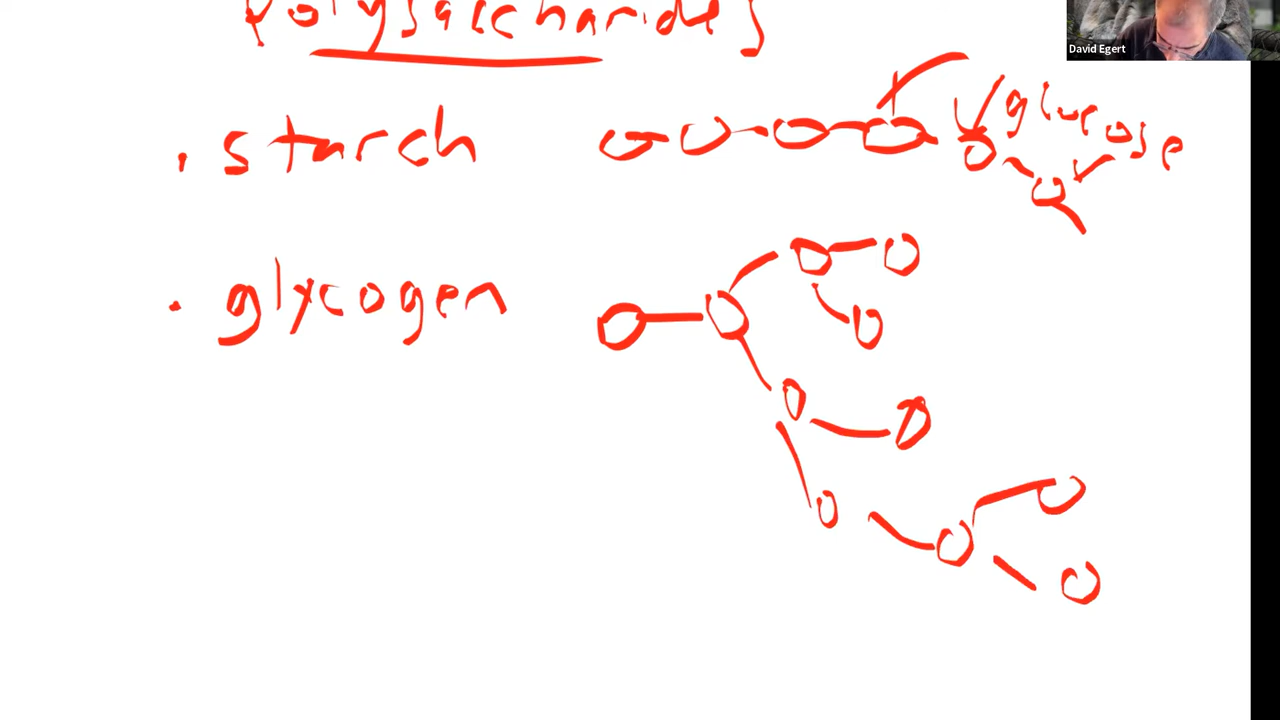 Polysaccharides
David Egert
• starch
glucose
• glycogen